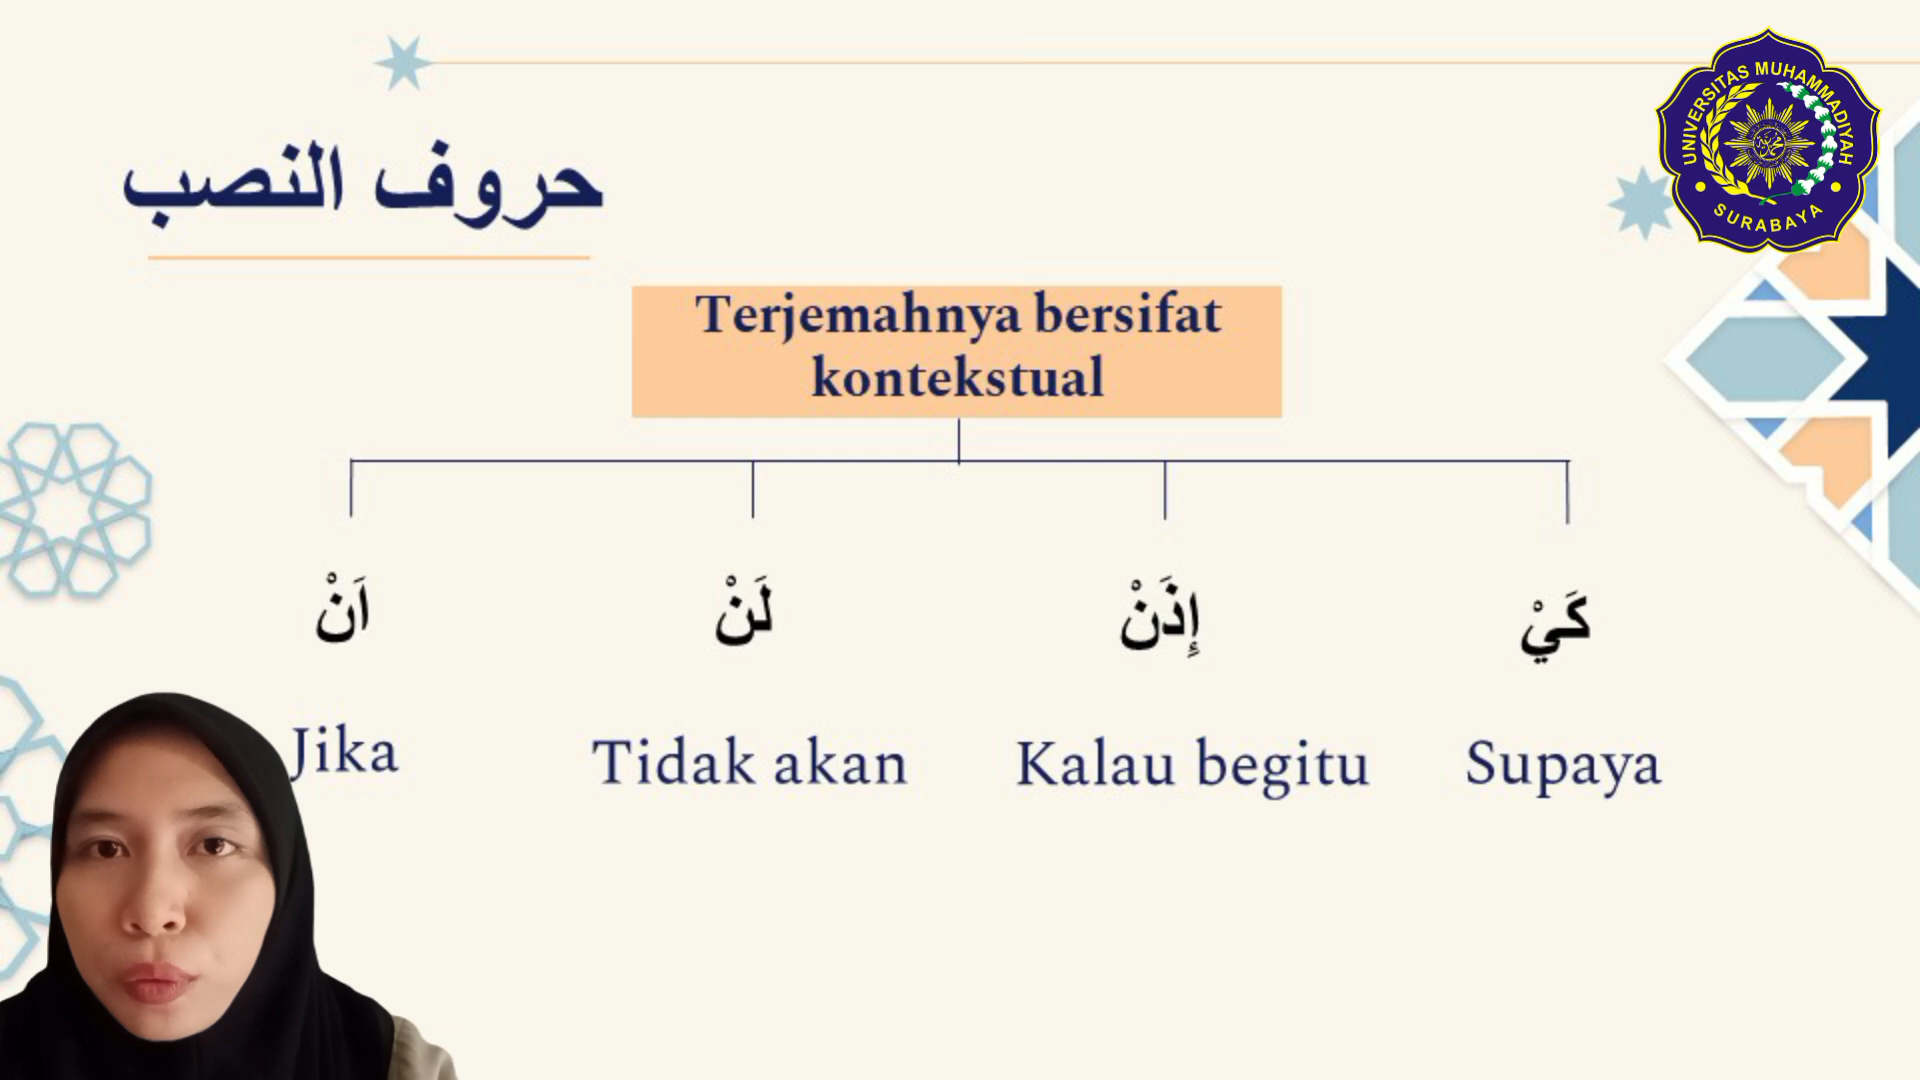 UNIVERSITAS MUHAMMADIYAH
SURABAYA
حروف النصب
Terjemahnya bersifat
kontekstual
اَنْ
لَنْ
إِذَنْ
كَيْ
Jika
Tidak akan
Kalau begitu
Supaya